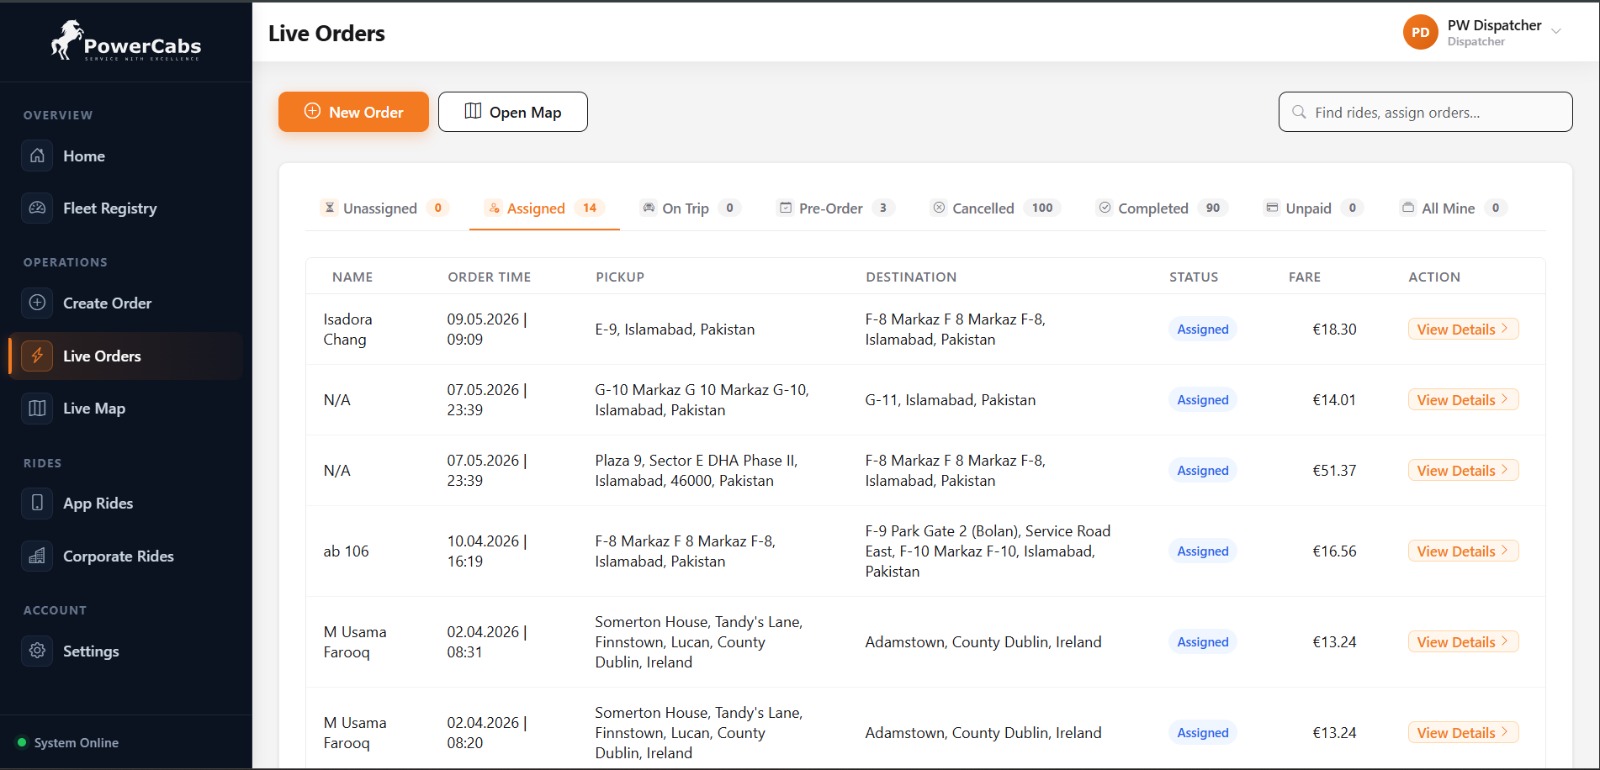 PowerCabs
SERVICE WITH EXCELLENCE
OVERVIEW
Home
Fleet Registry
OPERATIONS
Create Order
Live Orders
Live Map
RIDES
App Rides
Corporate Rides
ACCOUNT
Settings
System Online
Live Orders
PD
PW Dispatcher
Dispatcher
New Order
Open Map
Find rides, assign orders...
Unassigned 0
Assigned 14
On Trip 0
Pre-Order 3
Cancelled 100
Completed 90
Unpaid 0
All Mine 0
NAME ORDER TIME PICKUP DESTINATION STATUS FARE ACTION
Isadora
Chang
09.05.2026 |
09:09
E-9, Islamabad, Pakistan
F-8 Markaz F 8 Markaz F-8,
Islamabad, Pakistan
Assigned
€18.30
View Details
N/A
07.05.2026 |
23:39
G-10 Markaz G 10 Markaz G-10,
Islamabad, Pakistan
G-11, Islamabad, Pakistan
Assigned
€14.01
View Details
N/A
07.05.2026 |
23:39
Plaza 9, Sector E DHA Phase II,
Islamabad, 46000, Pakistan
F-8 Markaz F 8 Markaz F-8,
Islamabad, Pakistan
Assigned
€51.37
View Details
ab 106
10.04.2026 |
16:19
F-8 Markaz F 8 Markaz F-8,
Islamabad, Pakistan
F-9 Park Gate 2 (Bolan), Service Road
East, F-10 Markaz F-10, Islamabad,
Pakistan
Assigned
€16.56
View Details
M Usama
Farooq
02.04.2026 |
08:31
Somerton House, Tandy's Lane,
Finnstown, Lucan, County
Dublin, Ireland
Adamstown, County Dublin, Ireland
Assigned
€13.24
View Details
M Usama
Farooq
02.04.2026 |
08:20
Somerton House, Tandy's Lane,
Finnstown, Lucan, County
Dublin, Ireland
Adamstown, County Dublin, Ireland
Assigned
€13.24
View Details